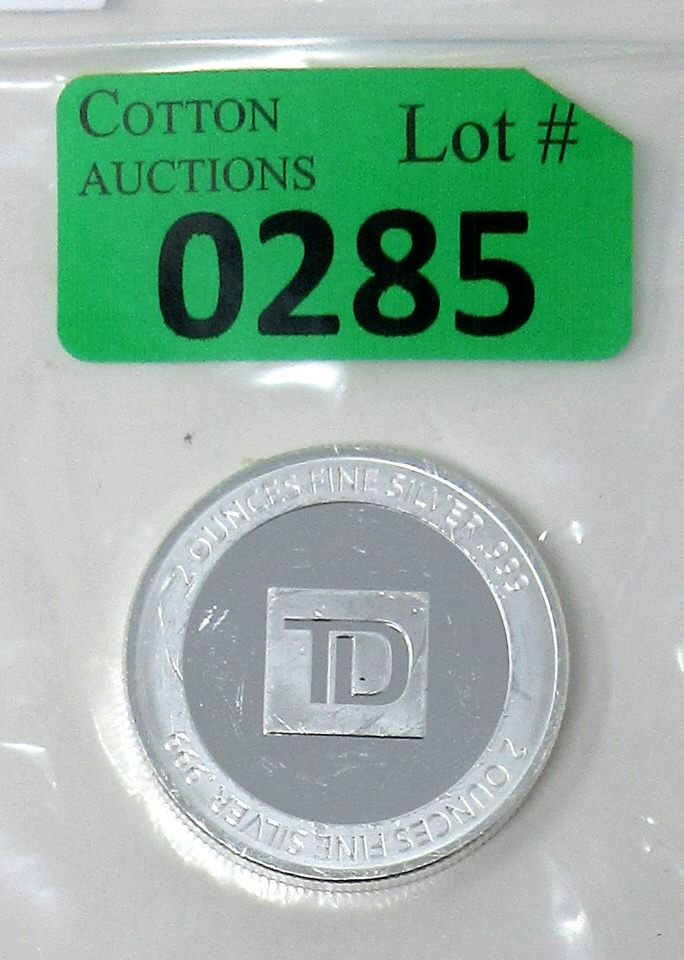 COTTON
AUCTIONS
Lot #
0285
2 OUNCES FINE SILVER .999
TD
2 OUNCES FINE SILVER .999